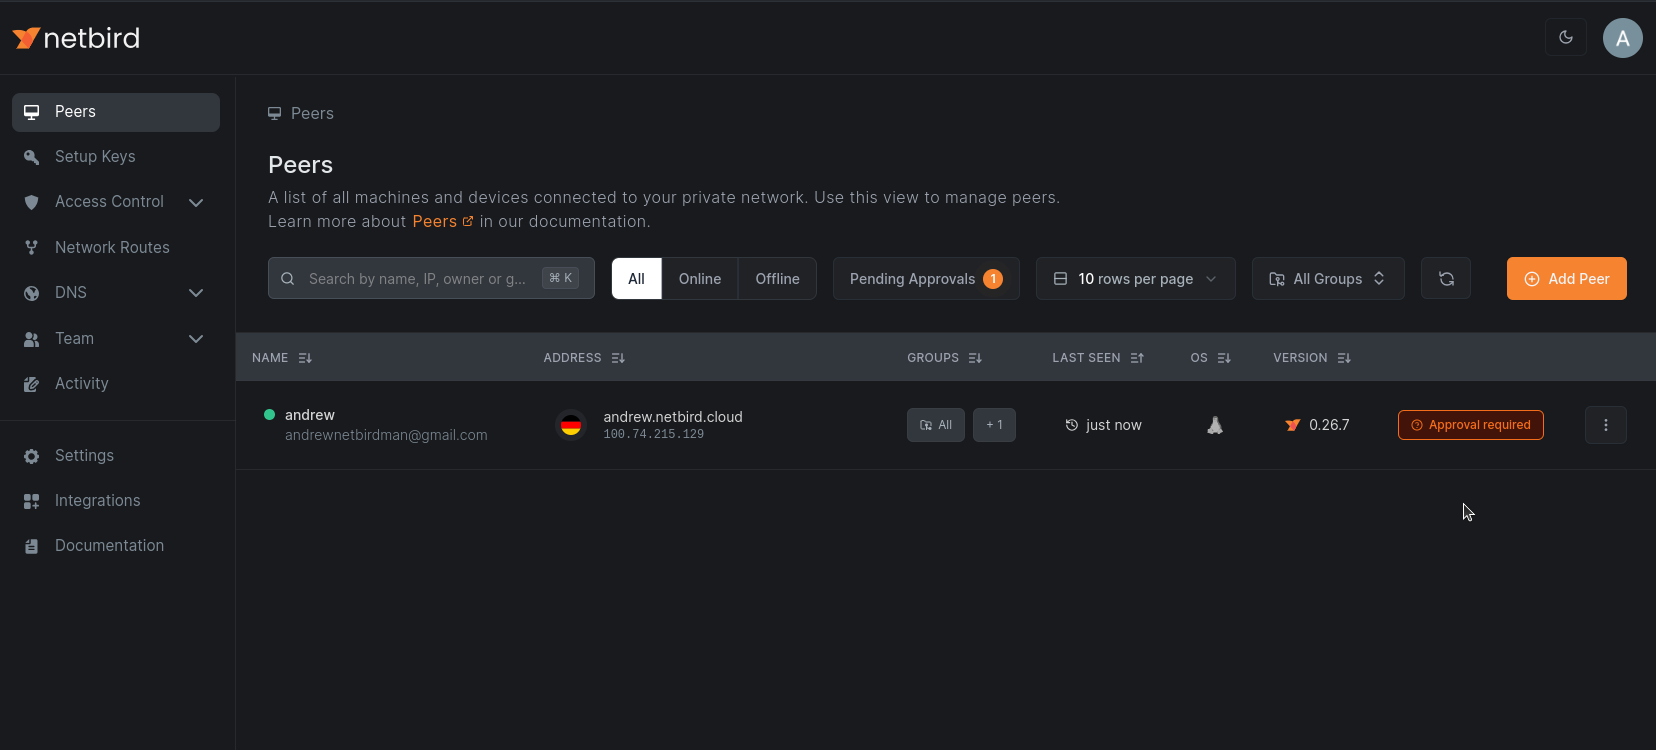 netbird
A
Peers
Setup Keys
Access Control
Network Routes
DNS
Team
Activity
Settings
Integrations
Documentation
Peers
Peers
A list of all machines and devices connected to your private network. Use this view to manage peers.
Learn more about Peers in our documentation.
Search by name, IP, owner or g... ⌘ K
All Online Offline
Pending Approvals 1
10 rows per page
All Groups
Add Peer
NAME ADDRESS GROUPS LAST SEEN OS VERSION
andrew
andrewnetbirdman@gmail.com
andrew.netbird.cloud
100.74.215.129
All + 1
just now
0.26.7
Approval required